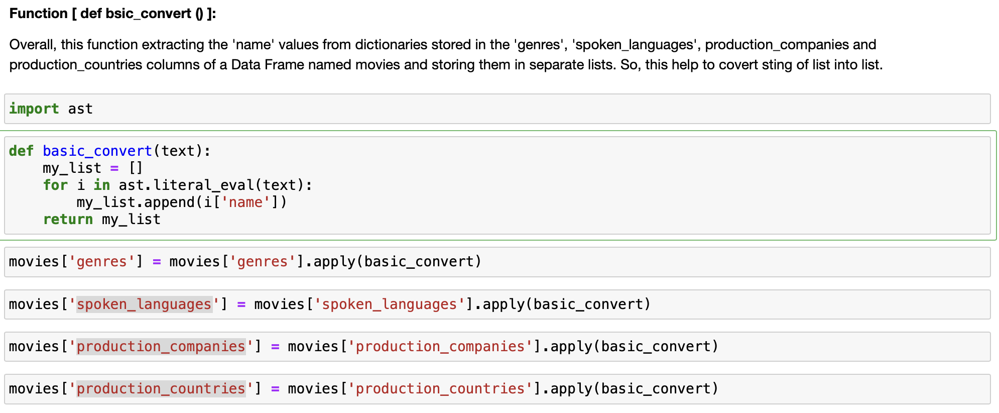 Function [ def bsic_convert () ]:
Overall, this function extracting the 'name' values from dictionaries stored in the 'genres', 'spoken_languages', production_companies and
production_countries columns of a Data Frame named movies and storing them in separate lists. So, this help to covert sting of list into list.
import ast
def basic_convert(text):
    my_list = []
    for i in ast.literal_eval(text):
        my_list.append(i['name'])
    return my_list
movies['genres'] = movies['genres'].apply(basic_convert)
movies['spoken_languages'] = movies['spoken_languages'].apply(basic_convert)
movies['production_companies'] = movies['production_companies'].apply(basic_convert)
movies['production_countries'] = movies['production_countries'].apply(basic_convert)